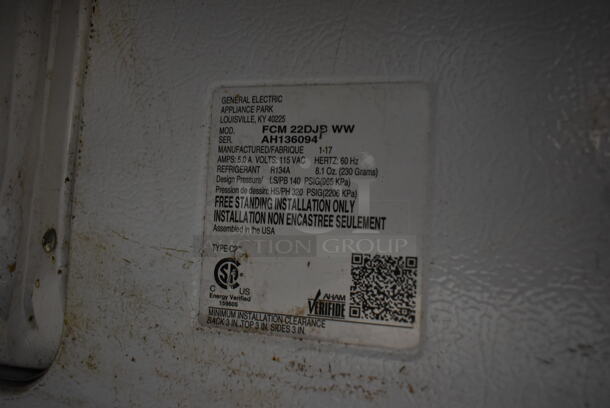 GENERAL ELECTRIC
APPLIANCE PARK
LOUISVILLE, KY 40225
MOD. FCM 22DJB WW
SER. AH136094
MANUFACTURED/FABRIQUE 1-17
AMPS: 5.0 A. VOLTS: 115 VAC HERTZ: 60 Hz
REFRIGERANT R134A 8.1 Oz. (230 Grams)
Design Pressure/ LS/PB 140 PSIG(965 KPa)
Pression de dessin: HS/PH 320 PSIG(2206 KPa)
FREE STANDING INSTALLATION ONLY
INSTALLATION NON ENCASTREE SEULEMENT
Assembled in the USA
AUCTION GROUP
TYPE-C2
C US
Energy Verified
AHAM
VERIFIDE
MINIMUM INSTALLATION CLEARANCE
BACK 3 IN. TOP 3 IN. SIDES 3 IN.